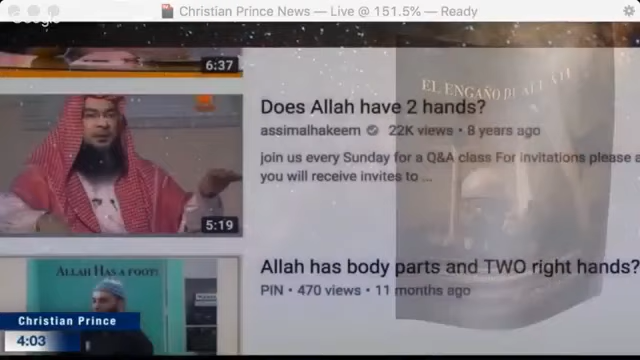 Christian Prince News — Live @ 151.5% — Ready
Google
6:37
Does Allah have 2 hands?
assimalhakeem 22K views • 8 years ago
join us every Sunday for a Q&A class For invitations please a
you will receive invites to ...
5:19
EL ENGAÑO DE ALLAH
ALLAH HAS A FOOT!
Allah has body parts and TWO right hands?
PIN • 470 views • 11 months ago
Christian Prince
4:03